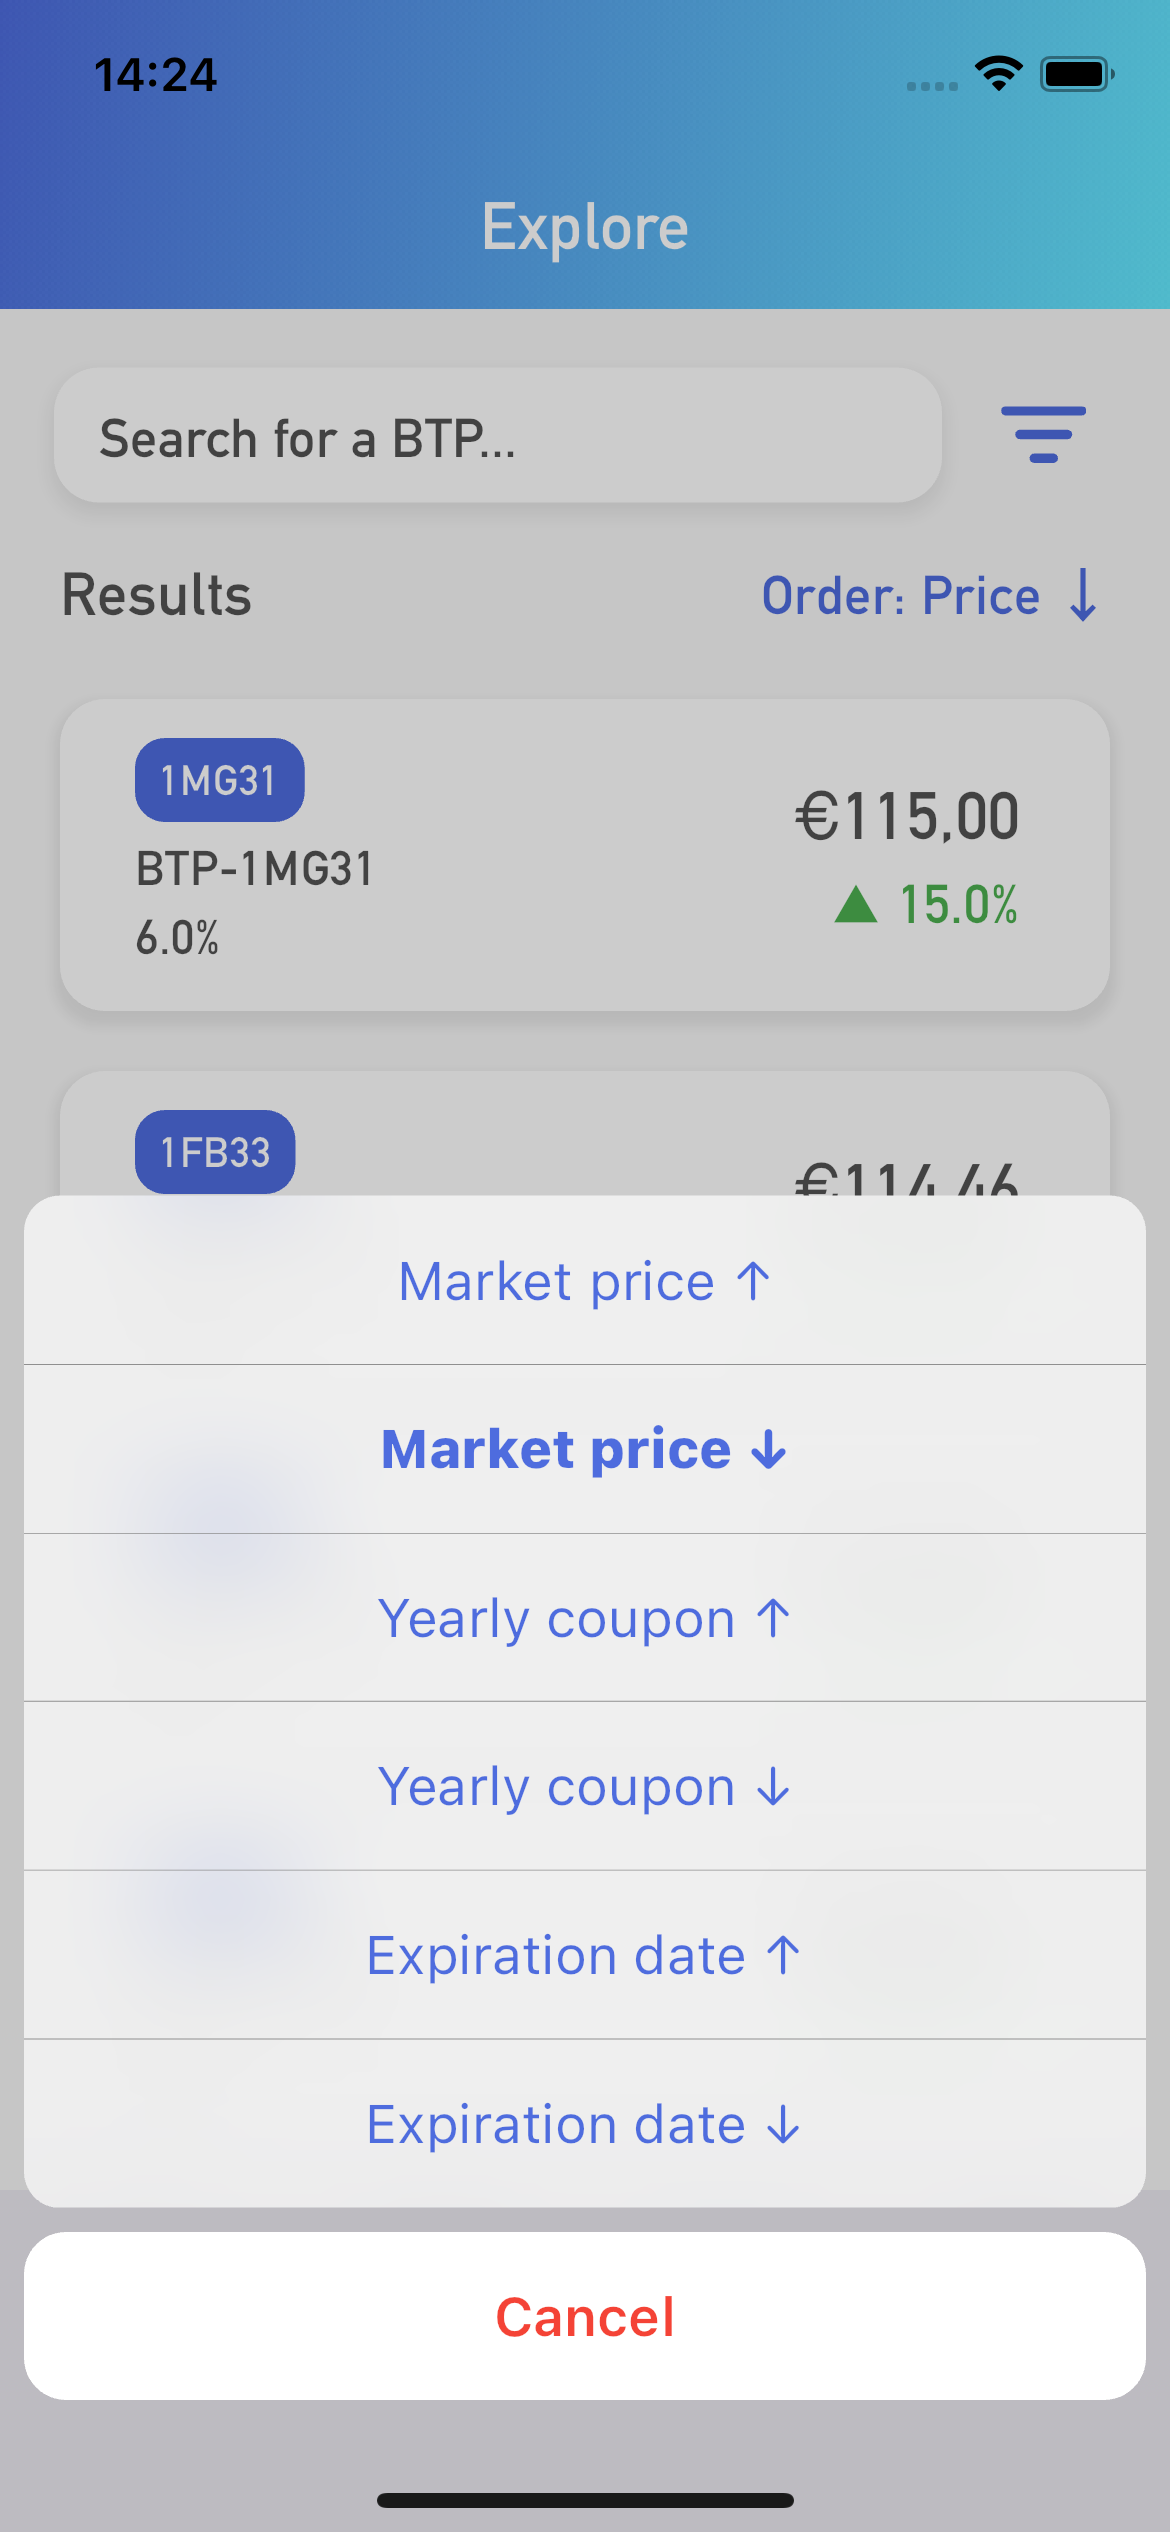 14:24
Explore
Search for a BTP...
Results
Order: Price ↓
1MG31
€115,00
BTP-1MG31
▲ 15.0%
6.0%
1FB33
€114,46
Market price ↑
Market price ↓
Yearly coupon ↑
Yearly coupon ↓
Expiration date ↑
Expiration date ↓
Cancel